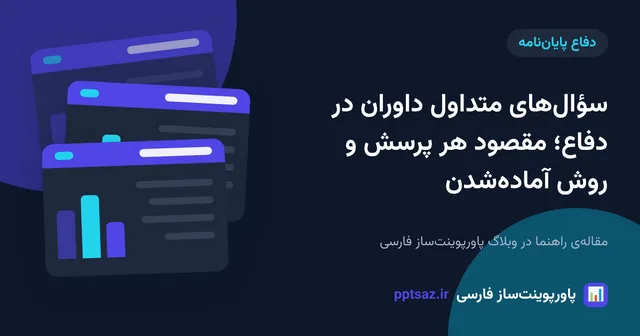 دفاع پایان‌نامه
سؤال‌های متداول داوران در
دفاع؛ مقصود هر پرسش و
روش آماده‌شدن
مقاله‌ی راهنما در وبلاگ پاورپوینت‌ساز فارسی
پاورپوینت‌ساز فارسی pptsaz.ir